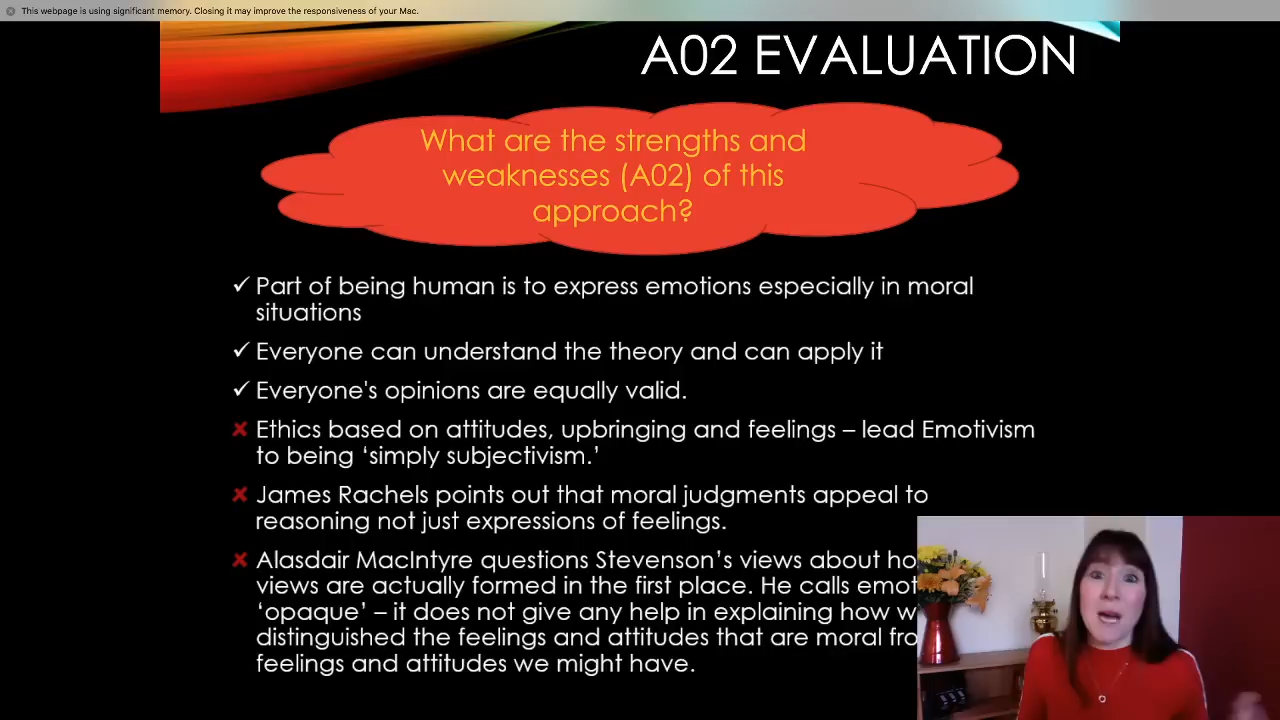 This webpage is using significant memory. Closing it may improve the responsiveness of your Mac.
A02 EVALUATION
What are the strengths and
weaknesses (A02) of this
approach?
✓ Part of being human is to express emotions especially in moral
situations
✓ Everyone can understand the theory and can apply it
✓ Everyone's opinions are equally valid.
✘ Ethics based on attitudes, upbringing and feelings – lead Emotivism
to being ‘simply subjectivism.’
✘ James Rachels points out that moral judgments appeal to
reasoning not just expressions of feelings.
✘ Alasdair MacIntyre questions Stevenson’s views about
views are actually formed in the first place. He calls
‘opaque’ – it does not give any help in explaining how
distinguished the feelings and attitudes that are moral
feelings and attitudes we might have.